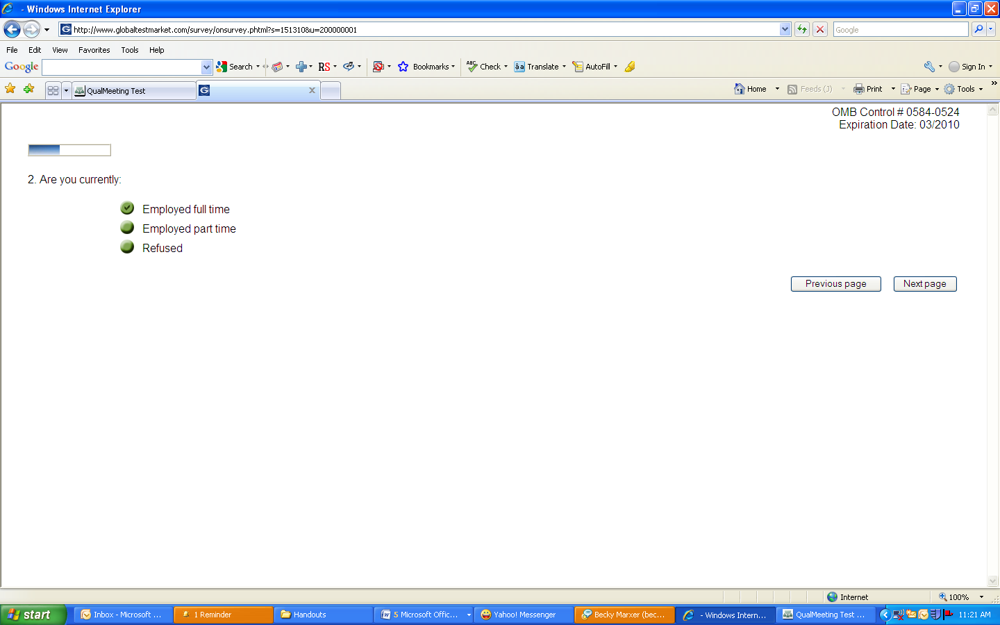 - Windows Internet Explorer
http://www.globaltestmarket.com/survey/onsurvey.phtml?s=151310&u=200000001
Google
File Edit View Favorites Tools Help
Google Search RS Bookmarks Check Translate AutoFill Sign In
QualMeeting Test G Home Feeds (J) Print Page Tools
OMB Control # 0584-0524
Expiration Date: 03/2010
2. Are you currently:
Employed full time
Employed part time
Refused
Previous page Next page
Internet 100%
start Inbox - Microsoft ... 1 Reminder Handouts 5 Microsoft Offic... Yahoo! Messenger Becky Marxer (bec... - Windows Intern... QualMeeting Test ... 11:21 AM